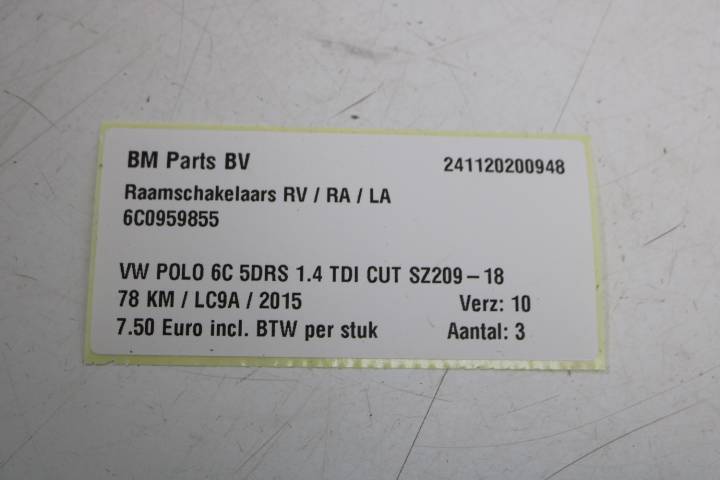 BM Parts BV 241120200948
Raamschakelaars RV / RA / LA
6C0959855
VW POLO 6C 5DRS 1.4 TDI CUT SZ209-18
78 KM / LC9A / 2015 Verz: 10
7.50 Euro incl. BTW per stuk Aantal: 3